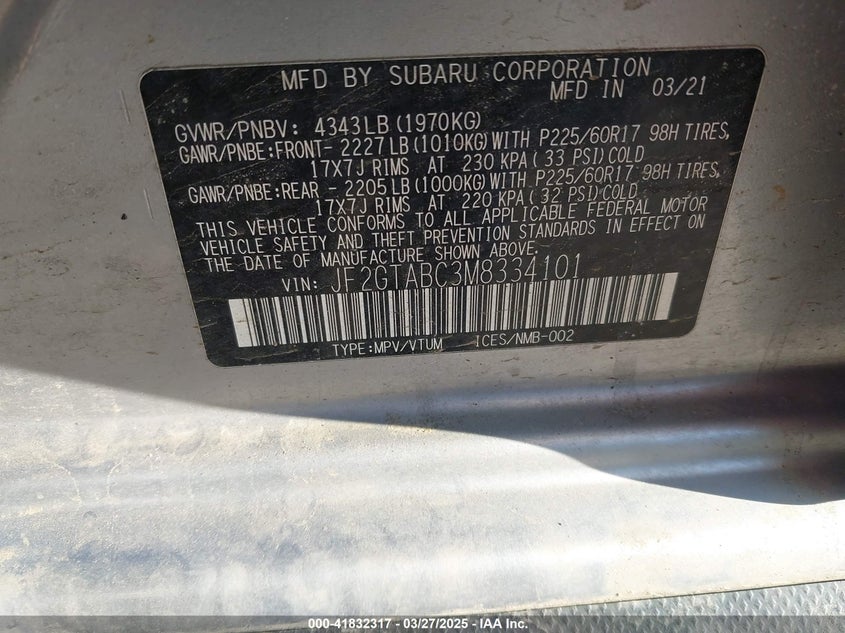 MFD BY SUBARU CORPORATION
MFD IN 03/21
GVWR/PNBV: 4343LB(1970KG)
GAWR/PNBE:FRONT- 2227LB(1010KG)WITH P225/60R17 98H TIRES,
17X7J RIMS AT 230 KPA( 33 PSI)COLD
GAWR/PNBE:REAR - 2205LB(1000KG)WITH P225/60R17 98H TIRES,
17X7J RIMS AT 220 KPA( 32 PSI)COLD
THIS VEHICLE CONFORMS TO ALL APPLICABLE FEDERAL MOTOR
VEHICLE SAFETY AND THEFT PREVENTION STANDARDS IN EFFECT ON
THE DATE OF MANUFACTURE SHOWN ABOVE.
VIN: JF2GTABC3M8334101
TYPE:MPV/VTUM ICES/NMB-002
000-41832317 - 03/27/2025 - IAA Inc.